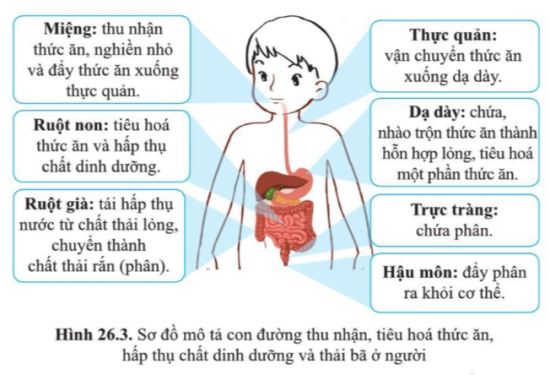 Miệng: thu nhận
thức ăn, nghiền nhỏ
và đẩy thức ăn xuống
thực quản.
Ruột non: tiêu hoá
thức ăn và hấp thụ
chất dinh dưỡng.
Ruột già: tái hấp thụ
nước từ chất thải lỏng,
chuyển thành
chất thải rắn (phân).
Thực quản:
vận chuyển thức ăn
xuống dạ dày.
Dạ dày: chứa,
nhào trộn thức ăn thành
hỗn hợp lỏng, tiêu hoá
một phần thức ăn.
Trực tràng:
chứa phân.
Hậu môn: đẩy phân
ra khỏi cơ thể.
Hình 26.3. Sơ đồ mô tả con đường thu nhận, tiêu hoá thức ăn,
hấp thụ chất dinh dưỡng và thải bã ở người